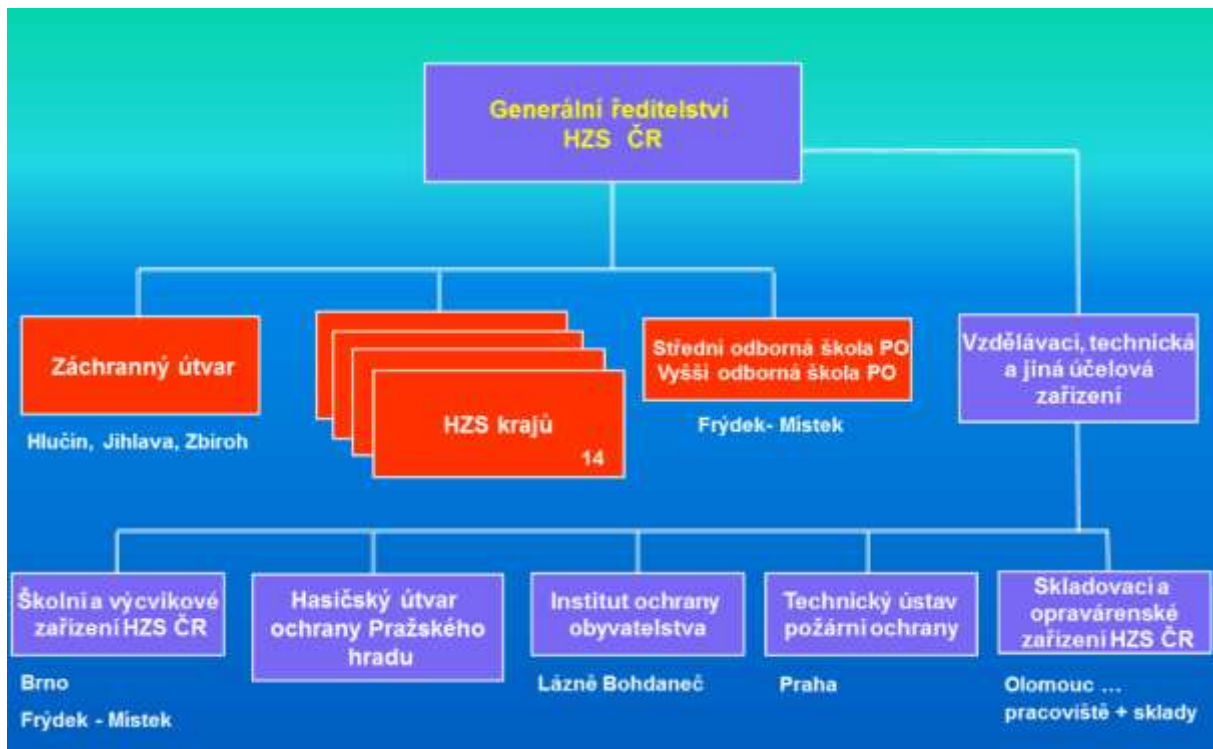 Generální ředitelství
HZS ČR
Záchranný útvar
Hlučín, Jihlava, Zbiroh
HZS krajů
14
Střední odborná škola PO
Vyšší odborná škola PO
Frýdek- Místek
Vzdělávací, technická
a jiná účelová
zařízení
Školní a výcvikové
zařízení HZS ČR
Brno
Frýdek - Místek
Hasičský útvar
ochrany Pražského
hradu
Institut ochrany
obyvatelstva
Lázně Bohdaneč
Technický ústav
požární ochrany
Praha
Skladovací a
opravárenské
zařízení HZS ČR
Olomouc ...
pracoviště + sklady